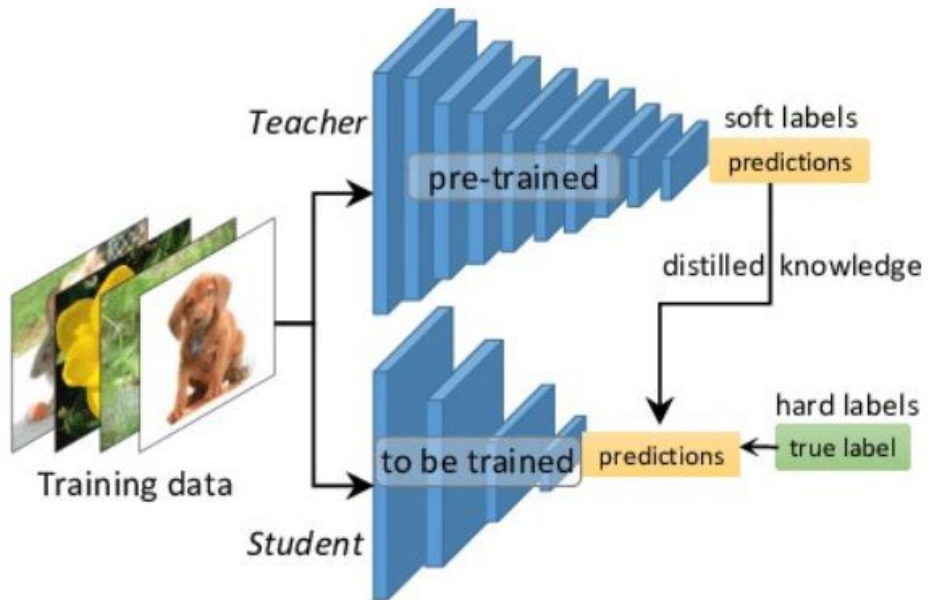 Teacher
pre-trained
soft labels
predictions
distilled knowledge
Training data
Student
to be trained
predictions
hard labels
true label